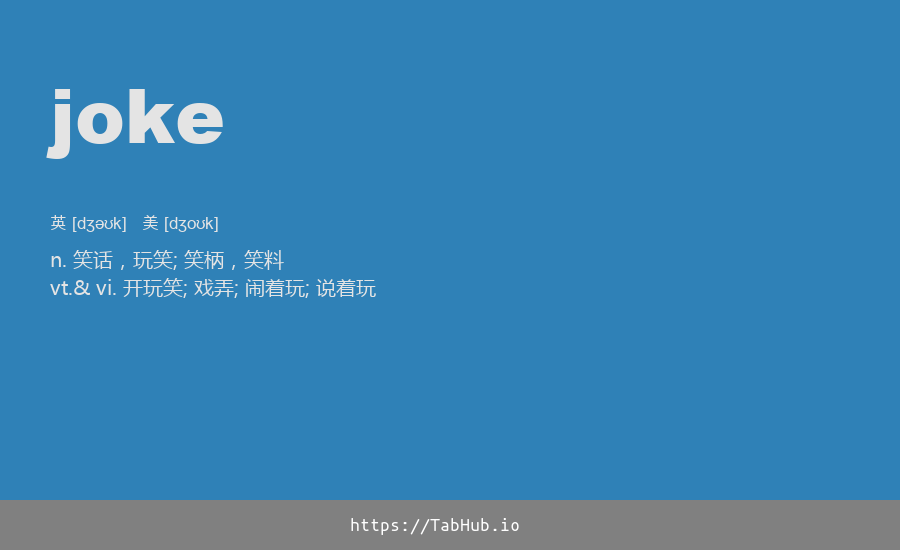 joke
英 [dʒəʊk] 美 [dʒoʊk]
n. 笑话，玩笑; 笑柄，笑料
vt.& vi. 开玩笑; 戏弄; 闹着玩; 说着玩
https://TabHub.io